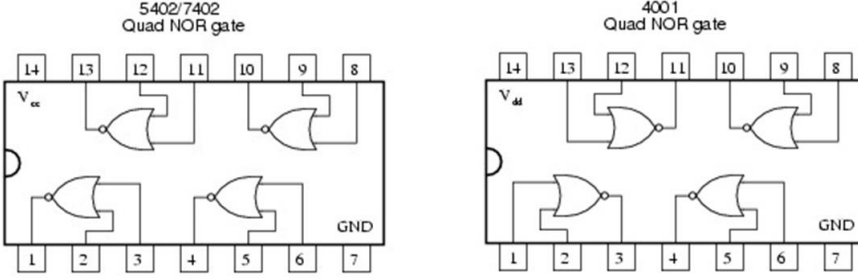 5402/7402
Quad NOR gate
14 13 12 11 10 9 8
V cc
GND
1 2 3 4 5 6 7
4001
Quad NOR gate
14 13 12 11 10 9 8
V dd
GND
1 2 3 4 5 6 7